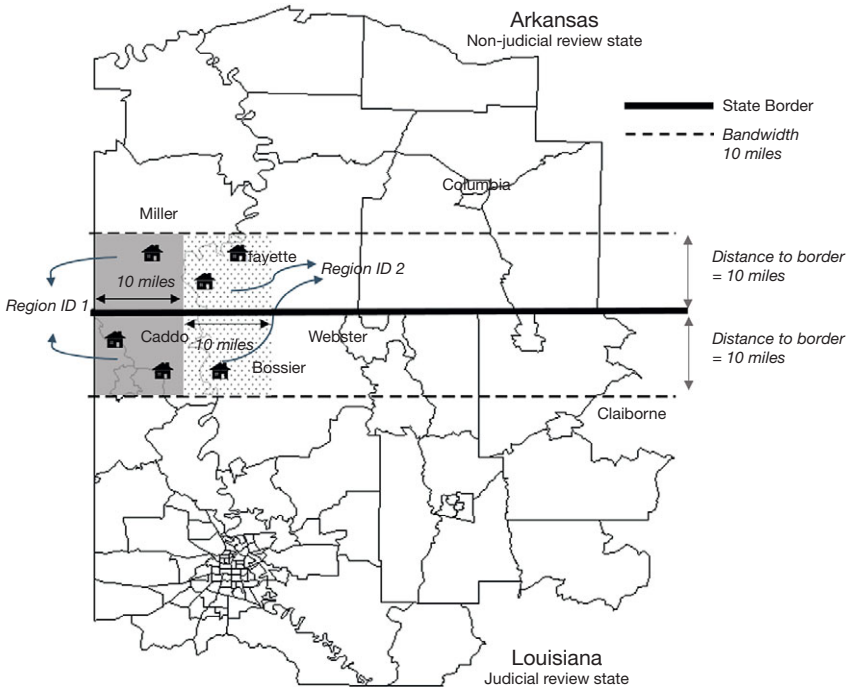 Arkansas
Non-judicial review state
State Border
Bandwidth
10 miles
Columbia
Miller
fayette
Region ID 2
Distance to border
= 10 miles
10 miles
Region ID 1
Caddo
Webster
10 miles
Distance to border
= 10 miles
Bossier
Claiborne
Louisiana
Judicial review state